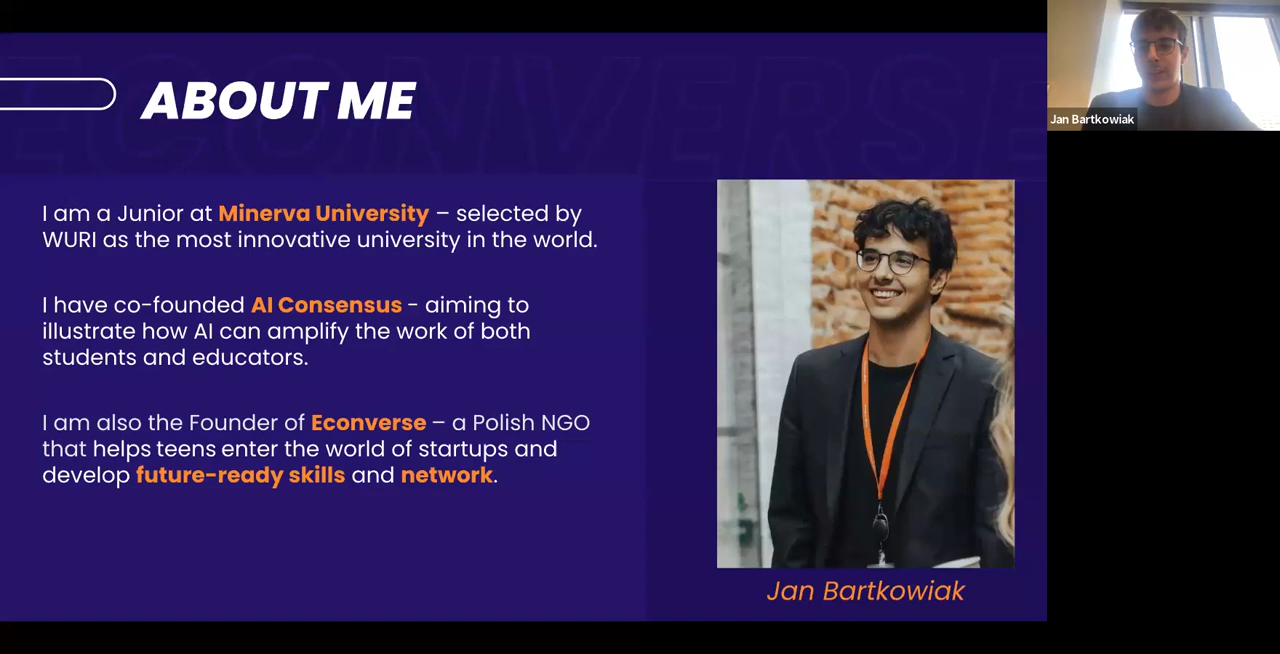 ECONVERSE
ABOUT ME
I am a Junior at Minerva University – selected by
WURI as the most innovative university in the world.
I have co-founded AI Consensus - aiming to
illustrate how AI can amplify the work of both
students and educators.
I am also the Founder of Econverse – a Polish NGO
that helps teens enter the world of startups and
develop future-ready skills and network.
Jan Bartkowiak
Jan Bartkowiak